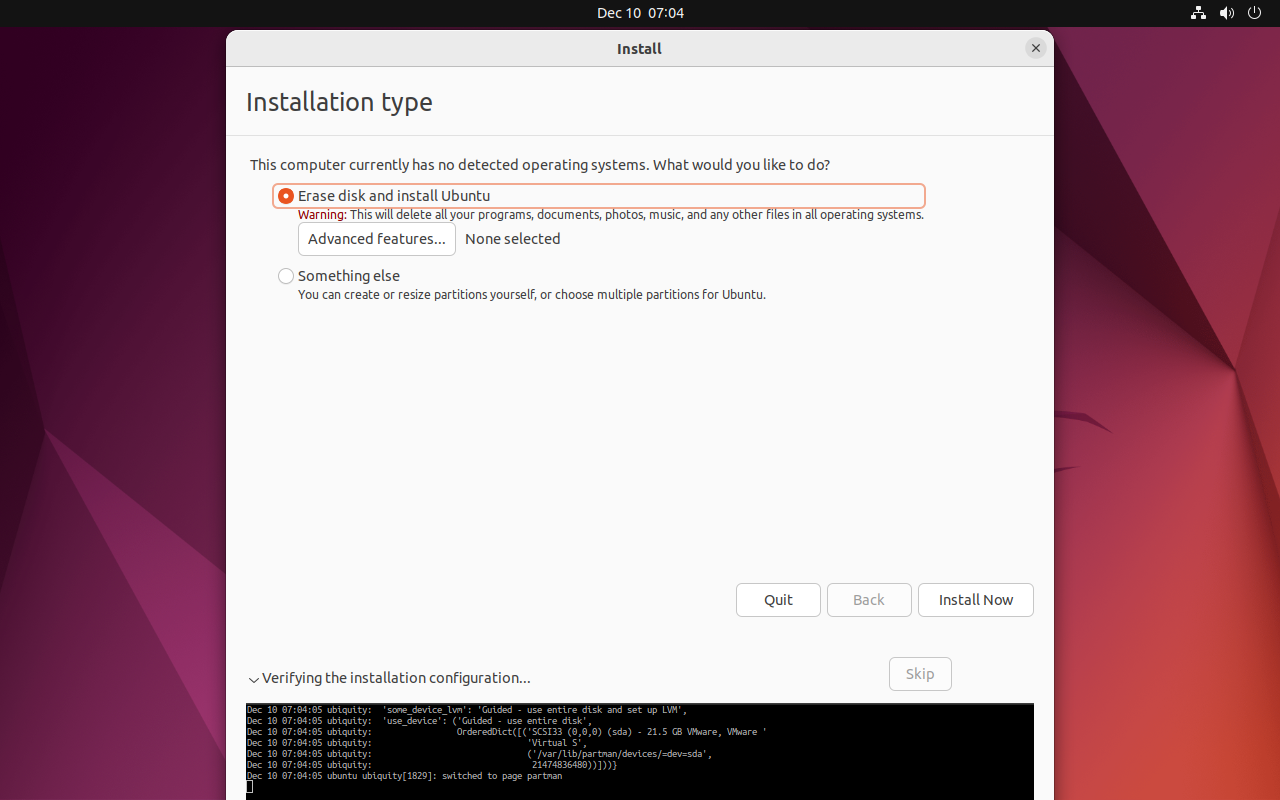 Dec 10 07:04
Install
Installation type
This computer currently has no detected operating systems. What would you like to do?
Erase disk and install Ubuntu
Warning: This will delete all your programs, documents, photos, music, and any other files in all operating systems.
Advanced features... None selected
Something else
You can create or resize partitions yourself, or choose multiple partitions for Ubuntu.
Quit Back Install Now
Verifying the installation configuration... Skip
Dec 10 07:04:05 ubiquity:  'some_device_lvm': 'Guided - use entire disk and set up LVM',
Dec 10 07:04:05 ubiquity:  'use_device': ('Guided - use entire disk',
Dec 10 07:04:05 ubiquity:                 OrderedDict([('SCSI33 (0,0,0) (sda) - 21.5 GB VMware, VMware '
Dec 10 07:04:05 ubiquity:                               'Virtual S',
Dec 10 07:04:05 ubiquity:                               ('/var/lib/partman/devices/=dev=sda',
Dec 10 07:04:05 ubiquity:                                21474836480))]))}
Dec 10 07:04:05 ubuntu ubiquity[1829]: switched to page partman